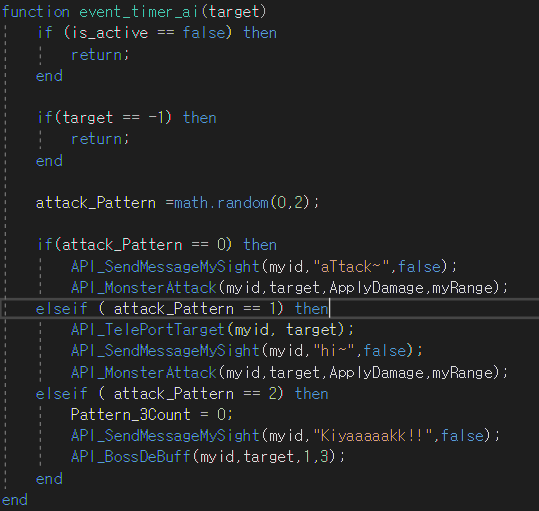 function event_timer_ai(target)
    if (is_active == false) then
        return;
    end

    if(target == -1) then
        return;
    end

    attack_Pattern =math.random(0,2);

    if(attack_Pattern == 0) then
        API_SendMessageMySight(myid,"aTtack~",false);
        API_MonsterAttack(myid,target,ApplyDamage,myRange);
    elseif ( attack_Pattern == 1) then
        API_TelePortTarget(myid, target);
        API_SendMessageMySight(myid,"hi~",false);
        API_MonsterAttack(myid,target,ApplyDamage,myRange);
    elseif ( attack_Pattern == 2) then
        Pattern_3Count = 0;
        API_SendMessageMySight(myid,"Kiyaaaaakk!!",false);
        API_BossDeBuff(myid,target,1,3);
    end
end